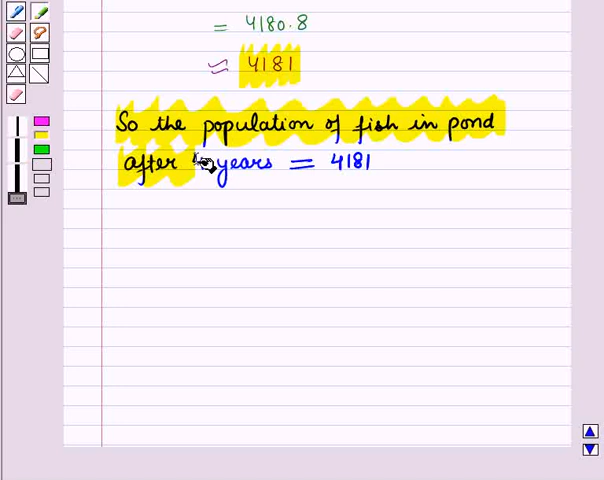 = 4180.8
≈ 4181
So the population of fish in pond
after years = 4181